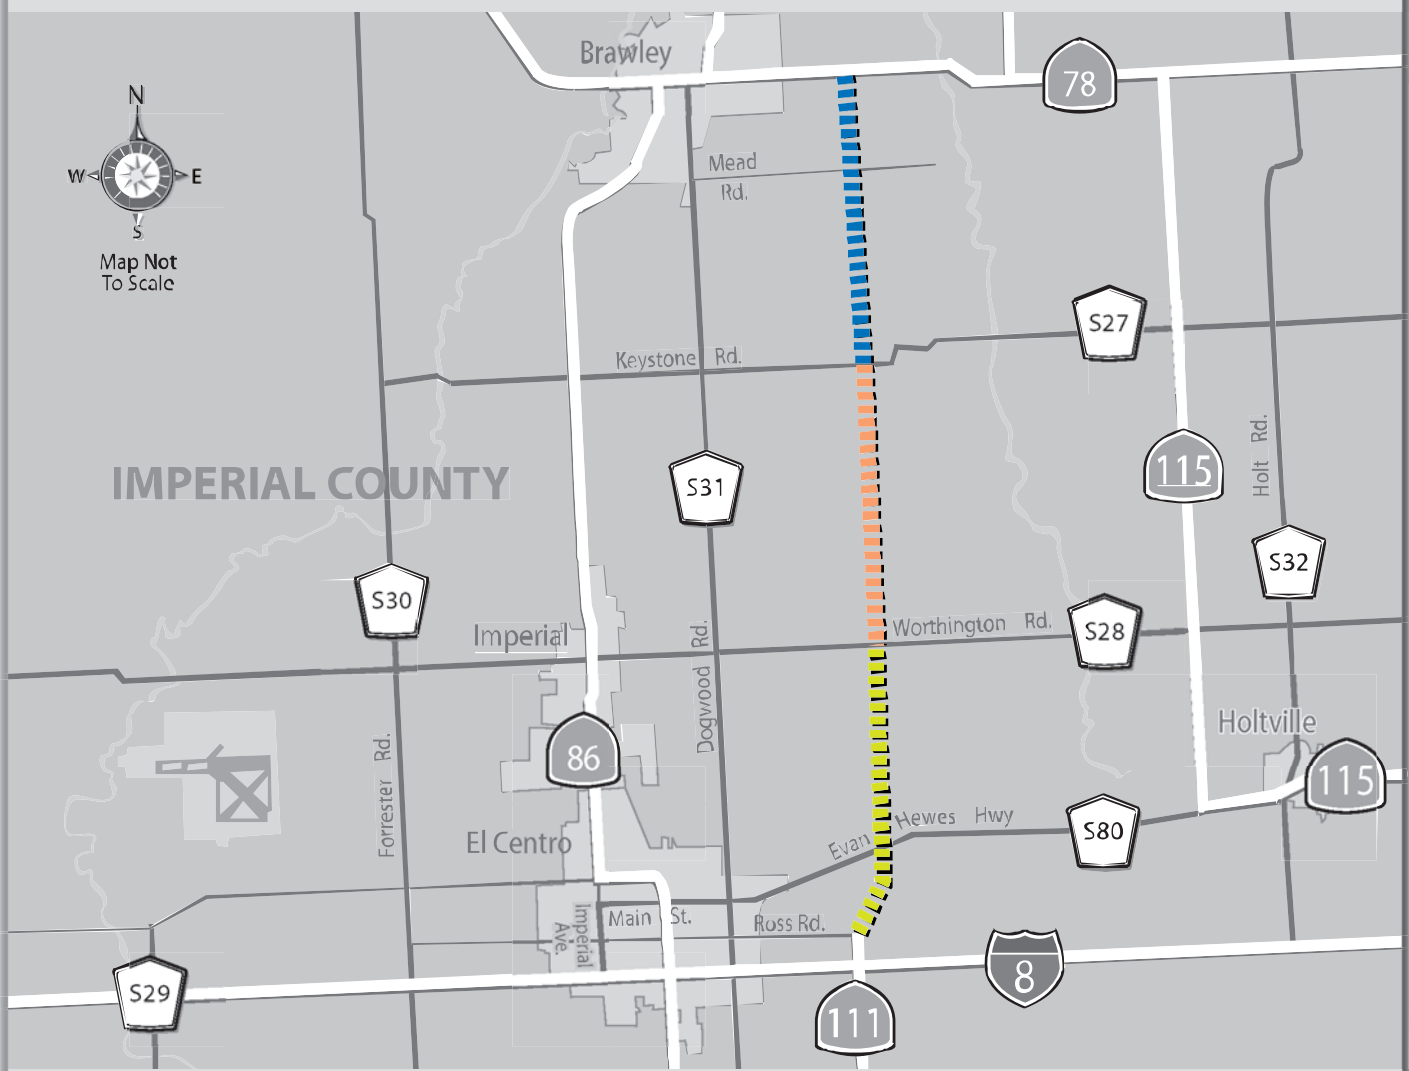 Brawley
78
N
W E
S
Map Not
To Scale
Mead
Rd.
S27
Keystone Rd.
IMPERIAL COUNTY
S31
115
Holt Rd.
S32
S30
Imperial
Worthington Rd.
S28
Dogwood Rd.
Holtville
86
115
Forrester Rd.
El Centro
Evan Hewes Hwy
S80
Main St.
Imperial
Ave.
Ross Rd.
S29
8
111